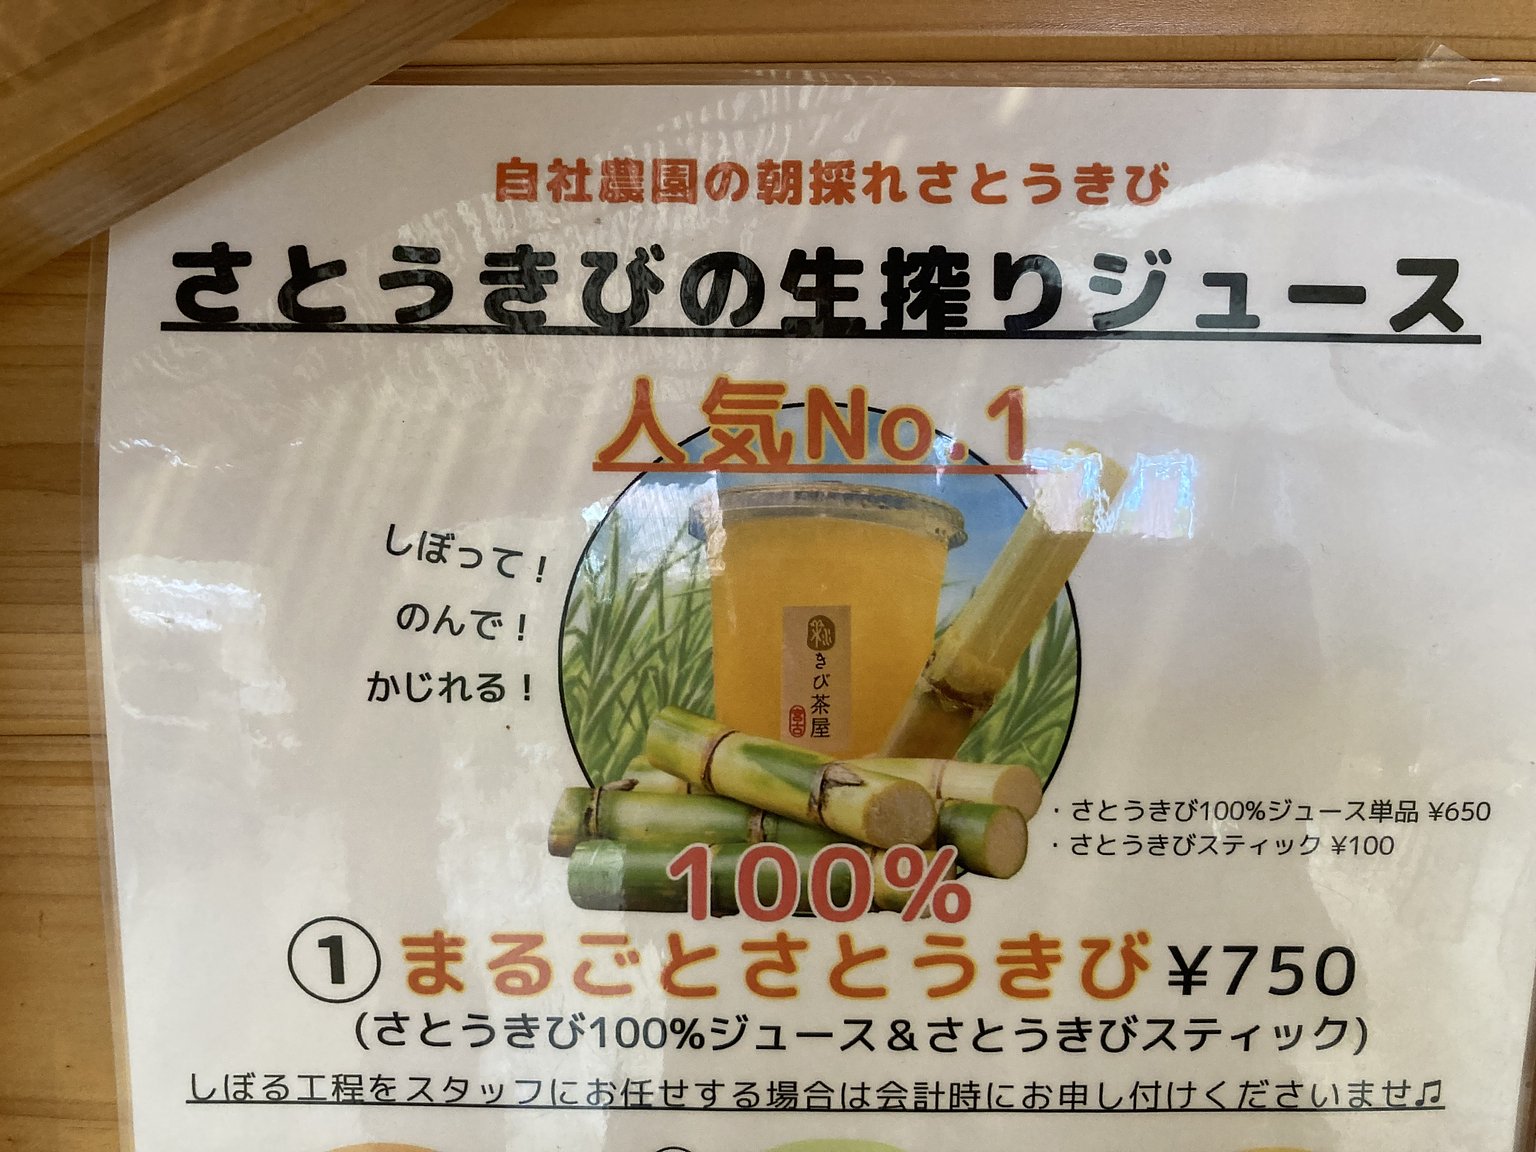 自社農園の朝採れさとうきび
さとうきびの生搾りジュース
人気No.1
しぼって！
のんで！
かじれる！
きび茶屋
宮古
・さとうきび100%ジュース単品 ¥650
・さとうきびスティック ¥100
100%
①まるごとさとうきび ¥750
(さとうきび100%ジュース＆さとうきびスティック)
しぼる工程をスタッフにお任せする場合は会計時にお申し付けくださいませ♫